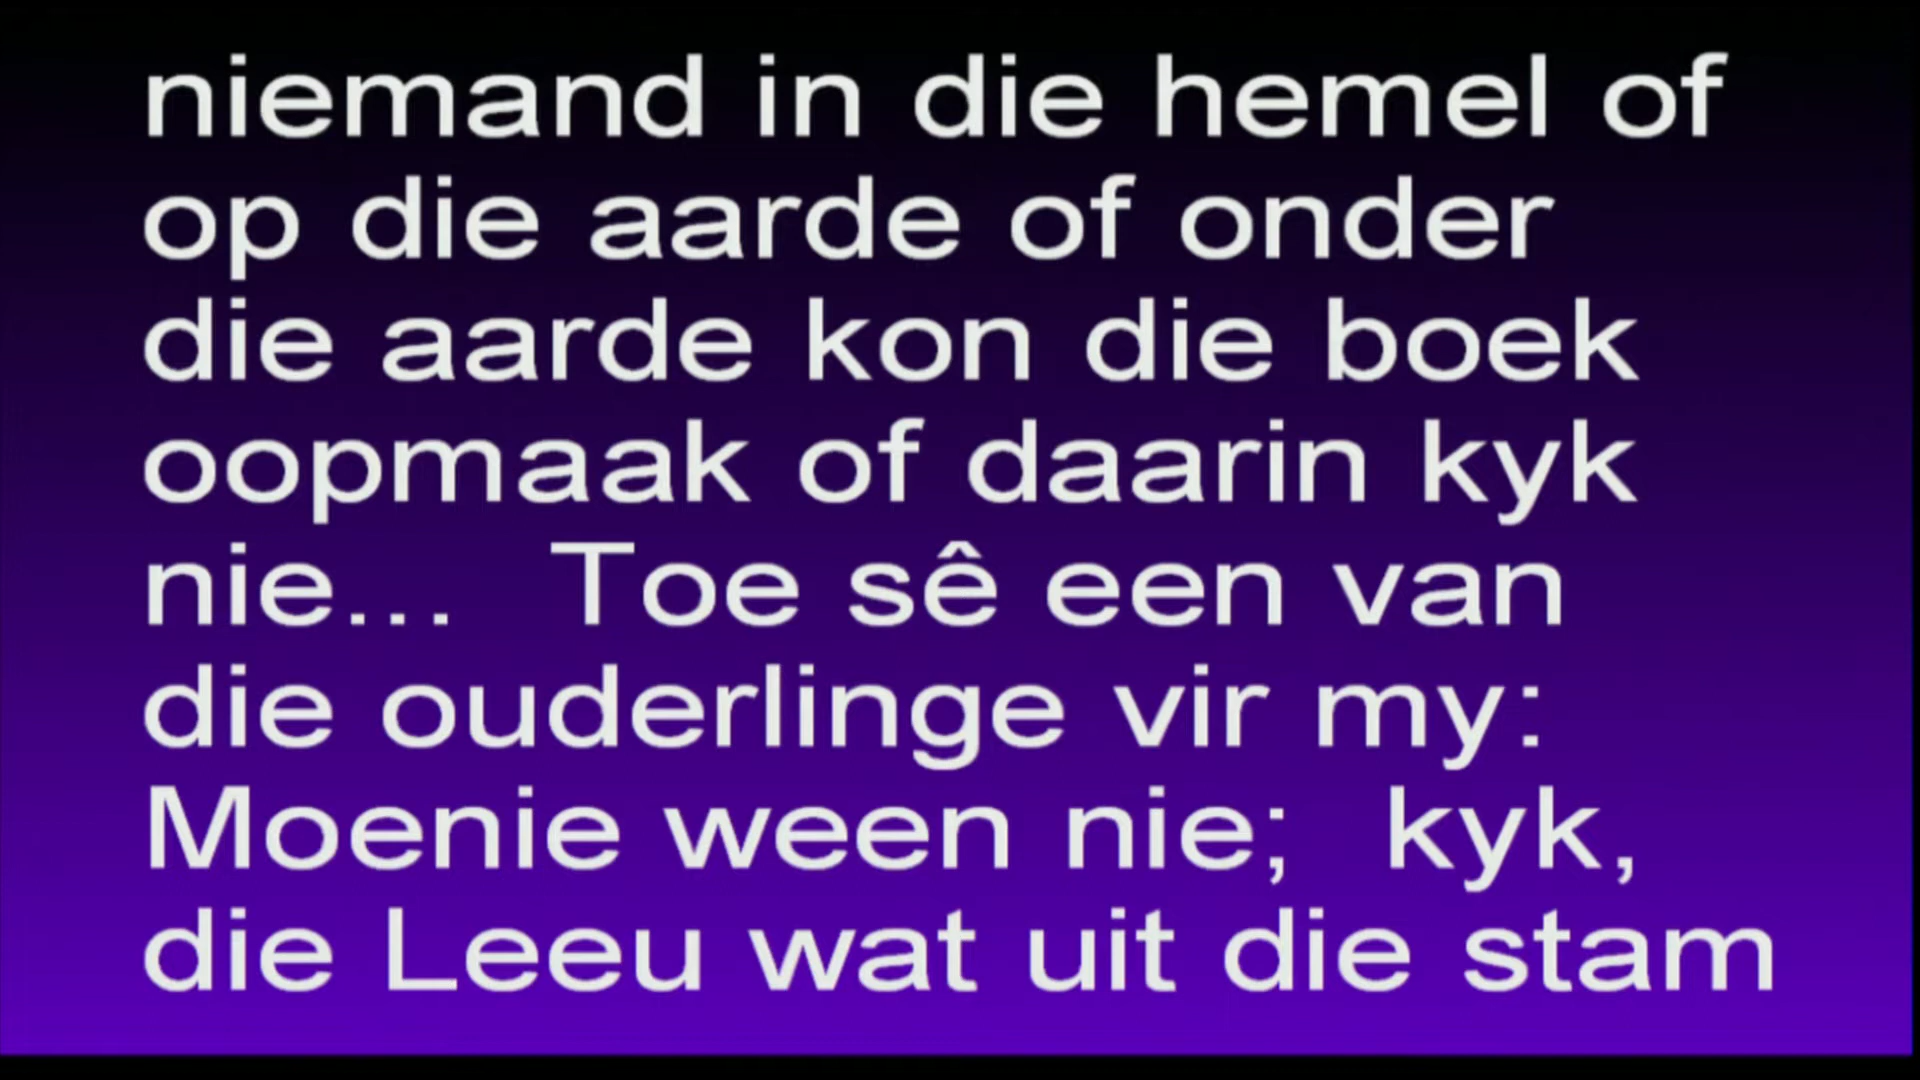 niemand in die hemel of
op die aarde of onder
die aarde kon die boek
oopmaak of daarin kyk
nie... Toe sê een van
die ouderlinge vir my:
Moenie ween nie; kyk,
die Leeu wat uit die stam